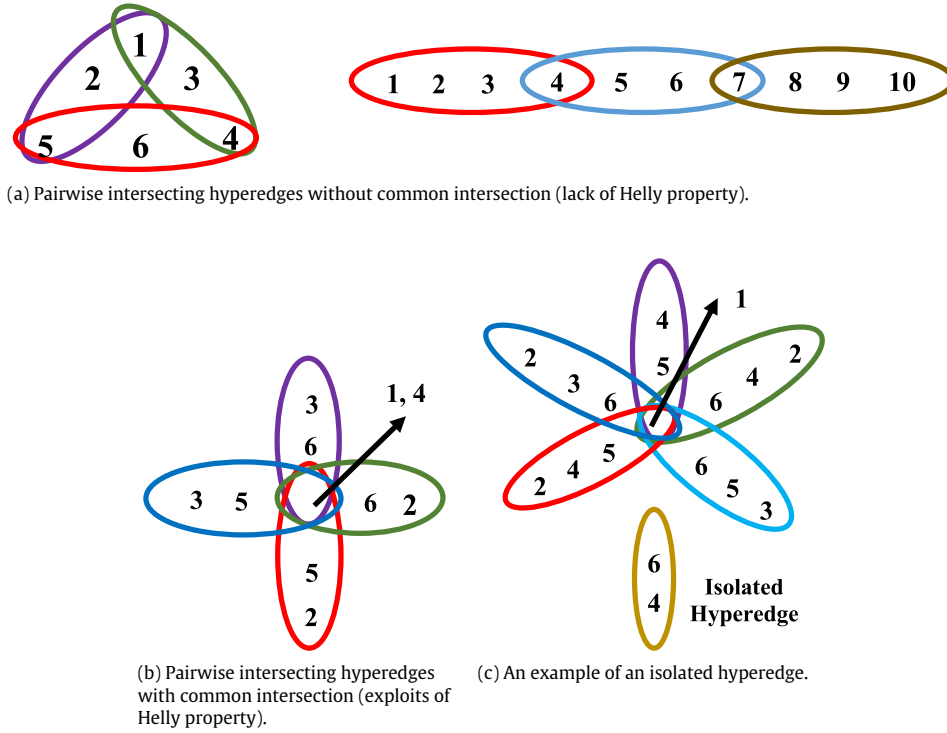 1
2 3
5 6 4
1 2 3 4 5 6 7 8 9 10
(a) Pairwise intersecting hyperedges without common intersection (lack of Helly property).
3
6
1, 4
3 5
6 2
5
2
(b) Pairwise intersecting hyperedges
with common intersection (exploits of
Helly property).
1
4
5
2
3
6
2
4
6
5
4
2
6
5
3
6
4
Isolated
Hyperedge
(c) An example of an isolated hyperedge.